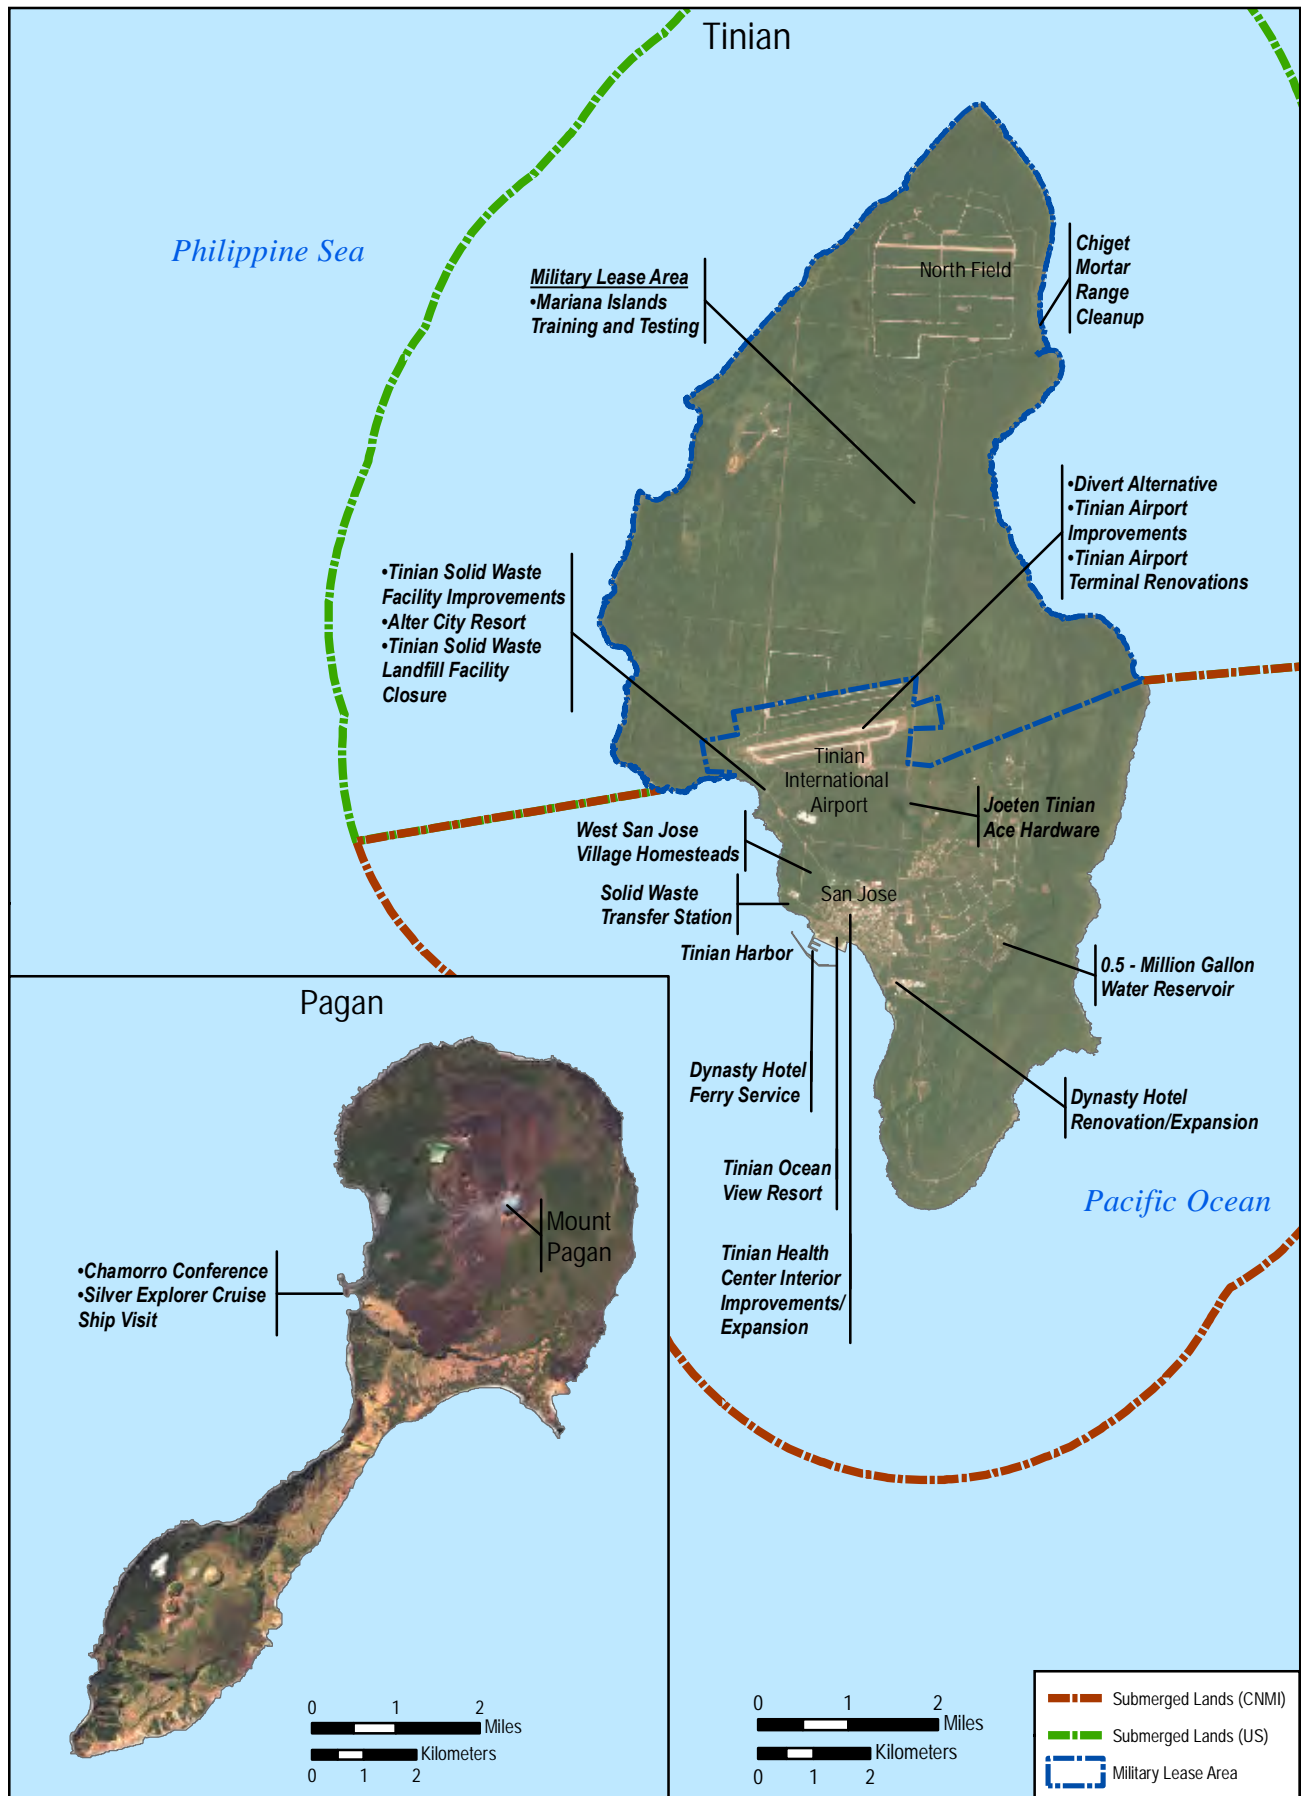 Tinian
Philippine Sea
Military Lease Area
•Mariana Islands
Training and Testing
North Field
Chiget
Mortar
Range
Cleanup
•Divert Alternative
•Tinian Airport
Improvements
•Tinian Airport
Terminal Renovations
•Tinian Solid Waste
Facility Improvements
•Alter City Resort
•Tinian Solid Waste
Landfill Facility
Closure
Tinian
International
Airport
Joeten Tinian
Ace Hardware
West San Jose
Village Homesteads
San Jose
Solid Waste
Transfer Station
Tinian Harbor
0.5 - Million Gallon
Water Reservoir
Dynasty Hotel
Ferry Service
Dynasty Hotel
Renovation/Expansion
Tinian Ocean
View Resort
Pacific Ocean
Tinian Health
Center Interior
Improvements/
Expansion
Pagan
Mount
Pagan
•Chamorro Conference
•Silver Explorer Cruise
Ship Visit
0 1 2
Miles
Kilometers
0 1 2
0 1 2
Miles
Kilometers
0 1 2
Submerged Lands (CNMI)
Submerged Lands (US)
Military Lease Area